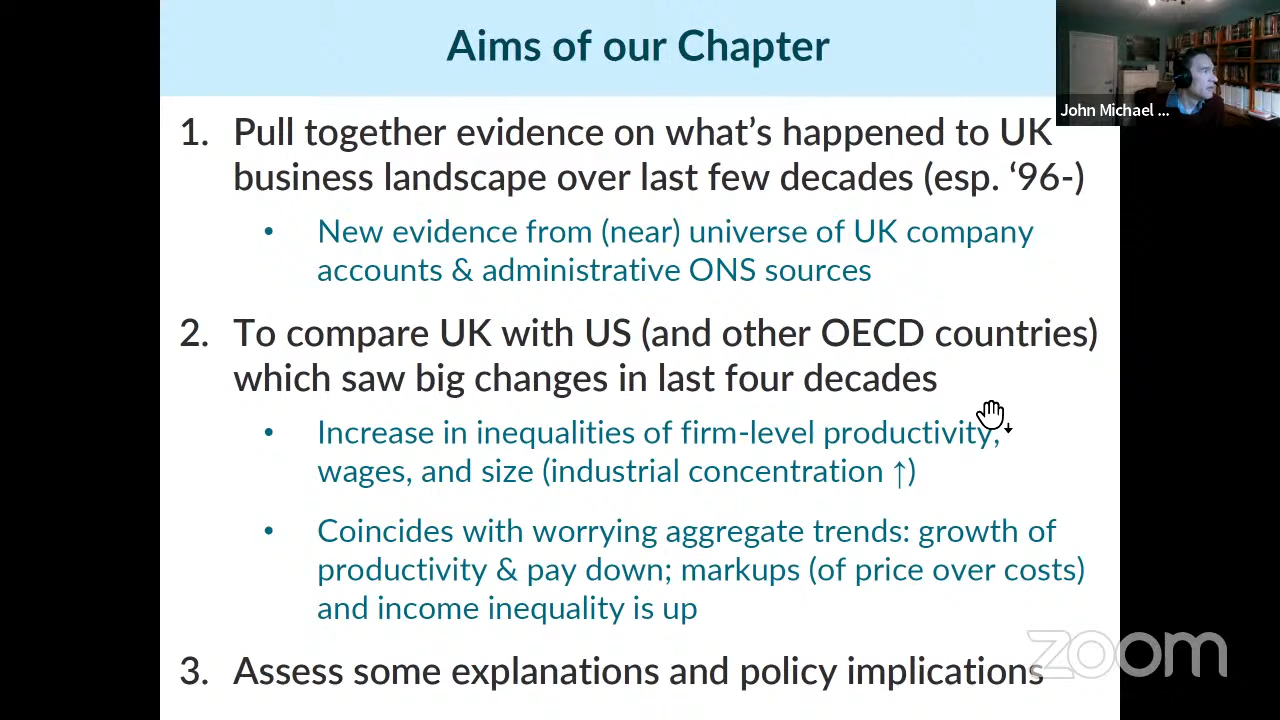 Aims of our Chapter
John Michael ...
1. Pull together evidence on what’s happened to UK
business landscape over last few decades (esp. ‘96-)
• New evidence from (near) universe of UK company
accounts & administrative ONS sources
2. To compare UK with US (and other OECD countries)
which saw big changes in last four decades
• Increase in inequalities of firm-level productivity,
wages, and size (industrial concentration ↑)
• Coincides with worrying aggregate trends: growth of
productivity & pay down; markups (of price over costs)
and income inequality is up
3. Assess some explanations and policy implications
zoom